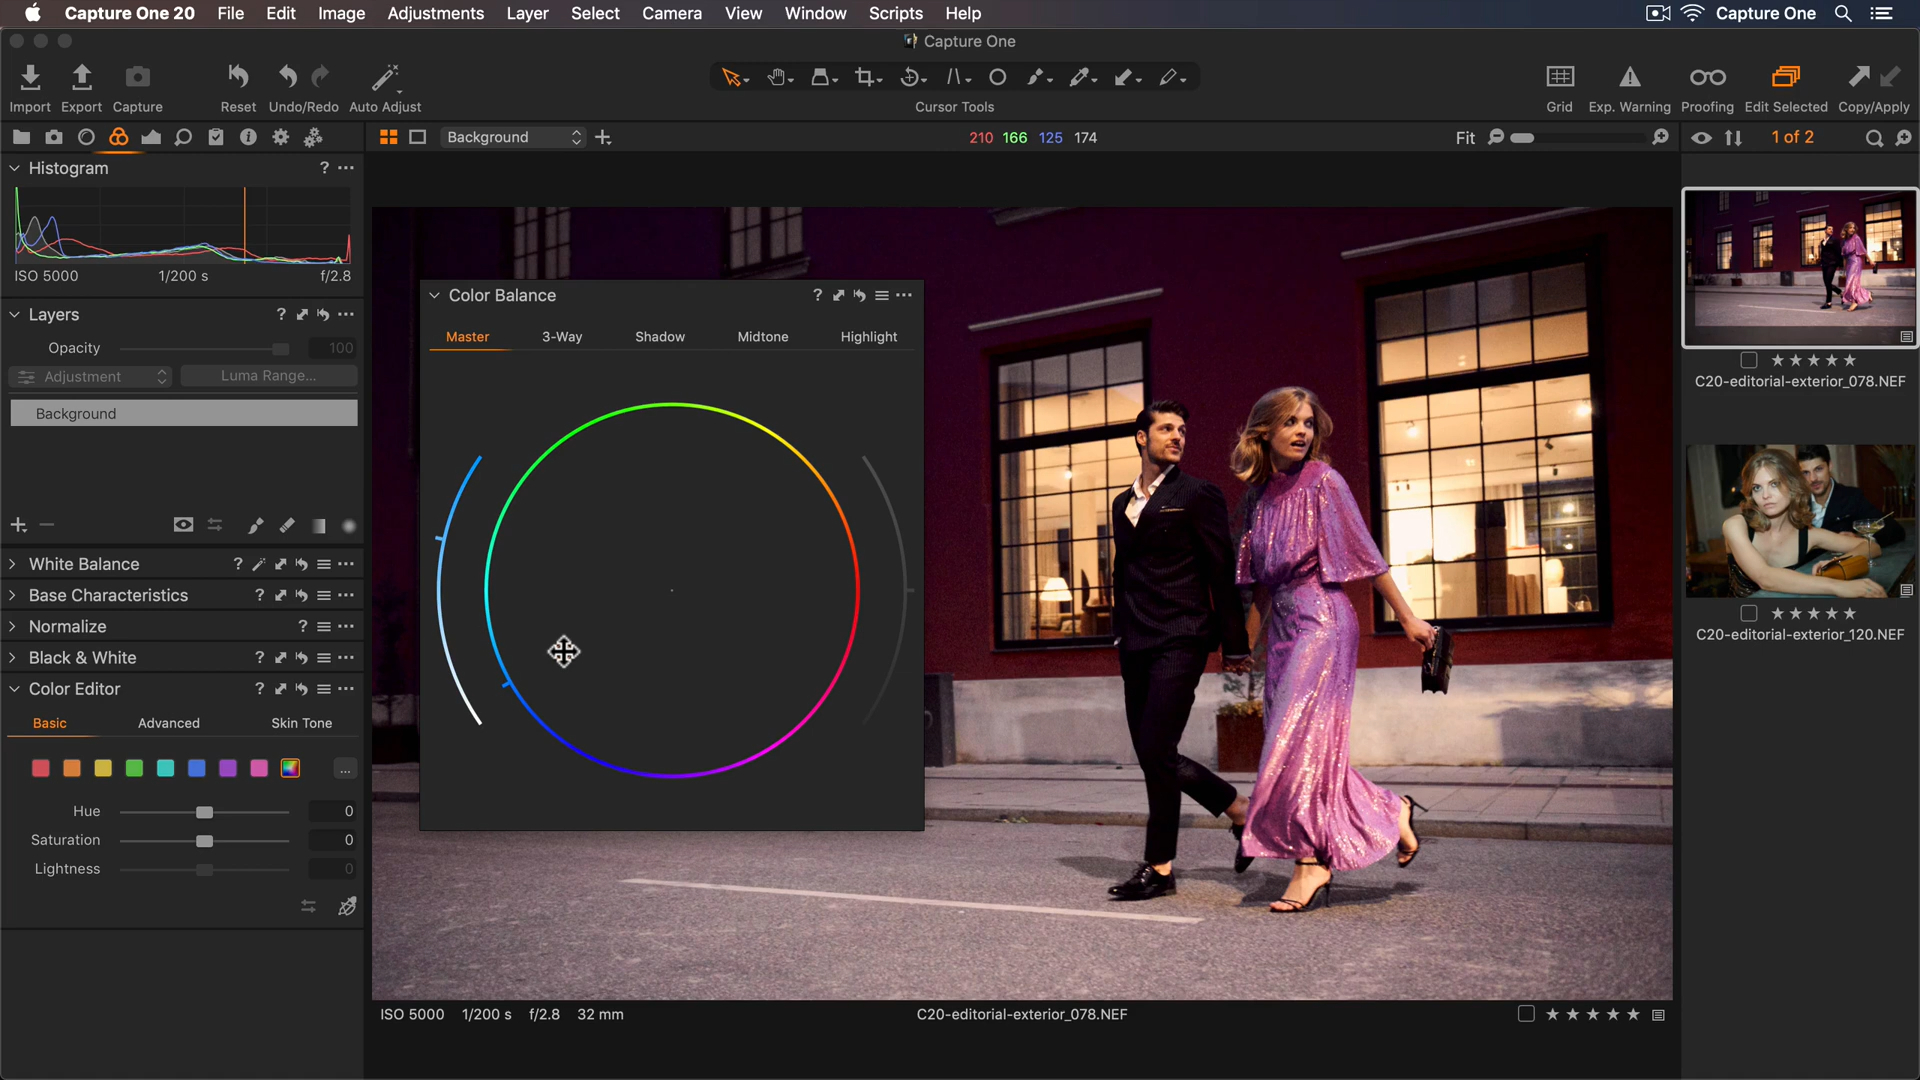 Capture One 20 File Edit Image Adjustments Layer Select Camera View Window Scripts Help Capture One
Capture One
Import Export Capture Reset Undo/Redo Auto Adjust Cursor Tools Grid Exp. Warning Proofing Edit Selected Copy/Apply
Background 210 166 125 174 Fit 1 of 2
Histogram ? ...
ISO 5000 1/200 s f/2.8
Layers ? ...
Opacity 100
Adjustment Luma Range...
Background
White Balance ? ...
Base Characteristics ? ...
Normalize ? ...
Black & White ? ...
Color Editor ? ...
Basic Advanced Skin Tone
...
Hue 0
Saturation 0
Lightness 0
Color Balance ? ...
Master 3-Way Shadow Midtone Highlight
ISO 5000 1/200 s f/2.8 32 mm C20-editorial-exterior_078.NEF
C20-editorial-exterior_078.NEF
C20-editorial-exterior_120.NEF